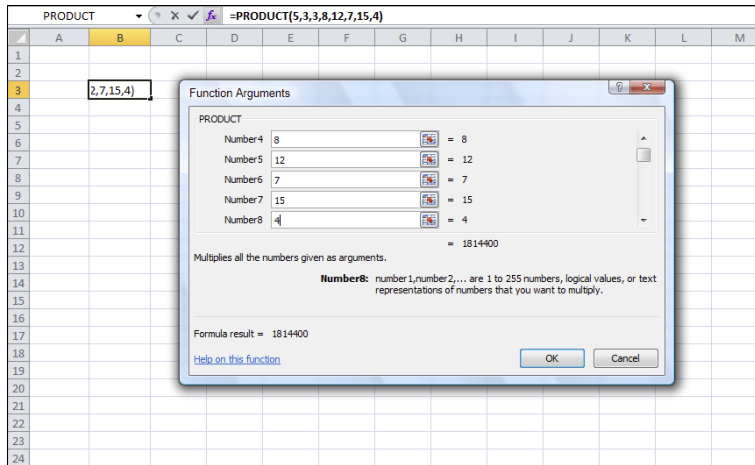 PRODUCT =PRODUCT(5,3,3,8,12,7,15,4)
A B C D E F G H I J K L M
1
2
3 2,7,15,4)
4
5
6
7
8
9
10
11
12
13
14
15
16
17
18
19
20
21
22
23
24
Function Arguments
PRODUCT
Number4 8 = 8
Number5 12 = 12
Number6 7 = 7
Number7 15 = 15
Number8 4 = 4
= 1814400
Multiplies all the numbers given as arguments.
Number8: number1,number2,... are 1 to 255 numbers, logical values, or text
representations of numbers that you want to multiply.
Formula result = 1814400
Help on this function
OK Cancel